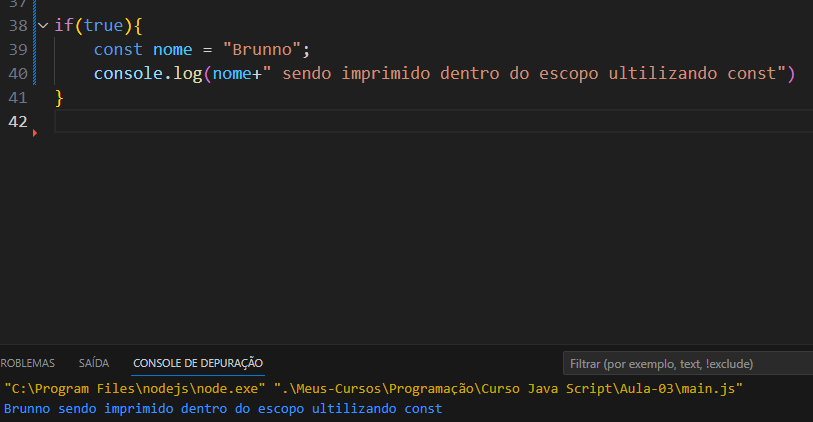 37
38 if(true){
39 const nome = "Brunno";
40 console.log(nome+" sendo imprimido dentro do escopo ultilizando const")
41 }
42
ROBLEMAS SAÍDA CONSOLE DE DEPURAÇÃO Filtrar (por exemplo, text, !exclude)
"C:\Program Files\nodejs\node.exe" ".\Meus-Cursos\Programação\Curso Java Script\Aula-03\main.js"
Brunno sendo imprimido dentro do escopo ultilizando const